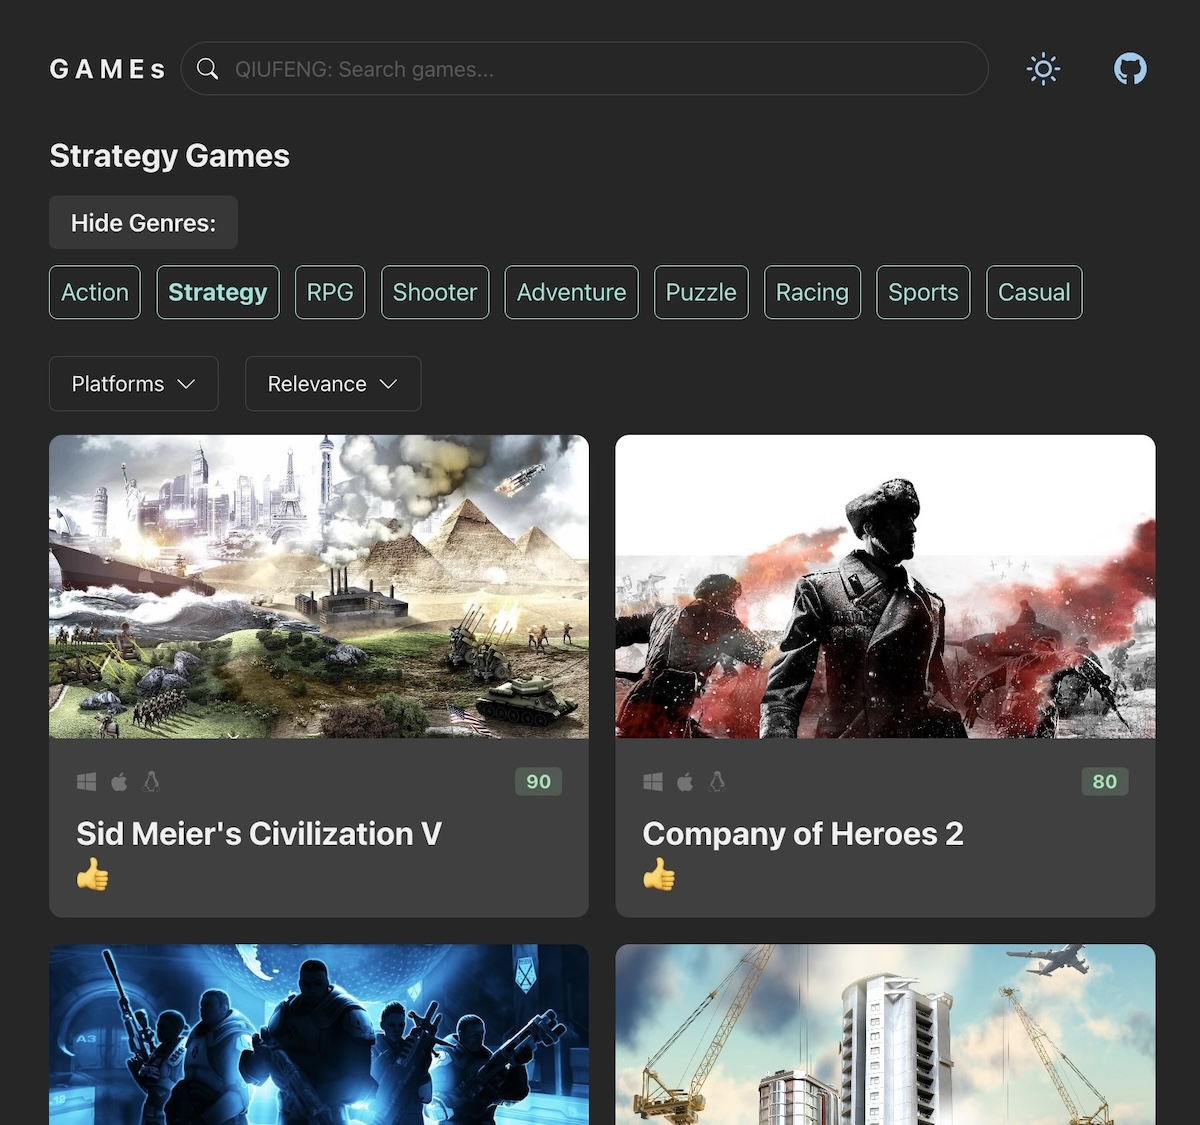 GAMEs
QIUFENG: Search games...
Strategy Games
Hide Genres:
Action Strategy RPG Shooter Adventure Puzzle Racing Sports Casual
Platforms Relevance
90
Sid Meier's Civilization V
80
Company of Heroes 2
A3